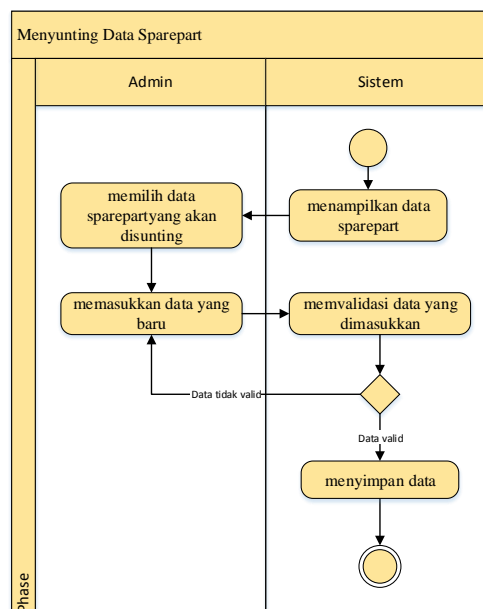 Menyunting Data Sparepart
Admin
Sistem
menampilkan data
sparepart
memilih data
sparepartyang akan
disunting
memasukkan data yang
baru
memvalidasi data yang
dimasukkan
Data tidak valid
Data valid
menyimpan data
Phase